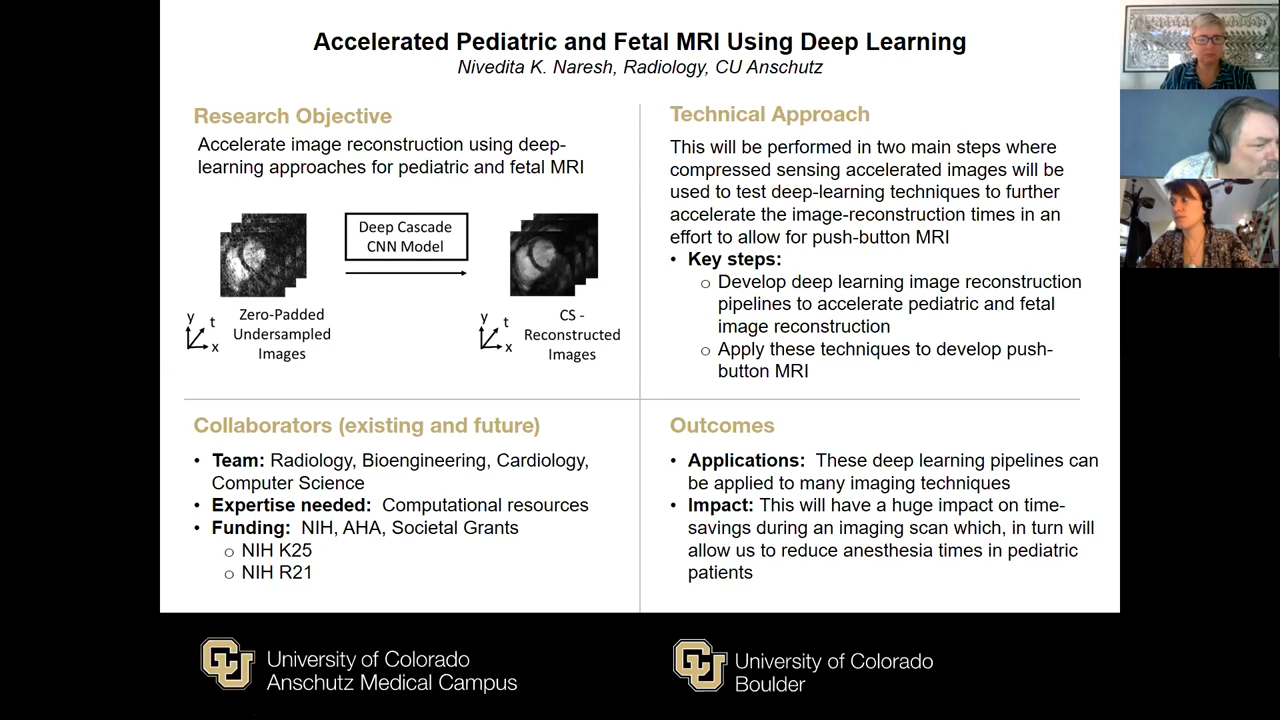 Accelerated Pediatric and Fetal MRI Using Deep Learning
Nivedita K. Naresh, Radiology, CU Anschutz
Research Objective
Accelerate image reconstruction using deep-
learning approaches for pediatric and fetal MRI
Deep Cascade
CNN Model
y
t
x
Zero-Padded
Undersampled
Images
y
t
x
CS -
Reconstructed
Images
Technical Approach
This will be performed in two main steps where
compressed sensing accelerated images will be
used to test deep-learning techniques to further
accelerate the image-reconstruction times in an
effort to allow for push-button MRI
• Key steps:
o Develop deep learning image reconstruction
pipelines to accelerate pediatric and fetal
image reconstruction
o Apply these techniques to develop push-
button MRI
Collaborators (existing and future)
• Team: Radiology, Bioengineering, Cardiology,
Computer Science
• Expertise needed: Computational resources
• Funding: NIH, AHA, Societal Grants
o NIH K25
o NIH R21
Outcomes
• Applications: These deep learning pipelines can
be applied to many imaging techniques
• Impact: This will have a huge impact on time-
savings during an imaging scan which, in turn will
allow us to reduce anesthesia times in pediatric
patients
CU
University of Colorado
Anschutz Medical Campus
CU
University of Colorado
Boulder